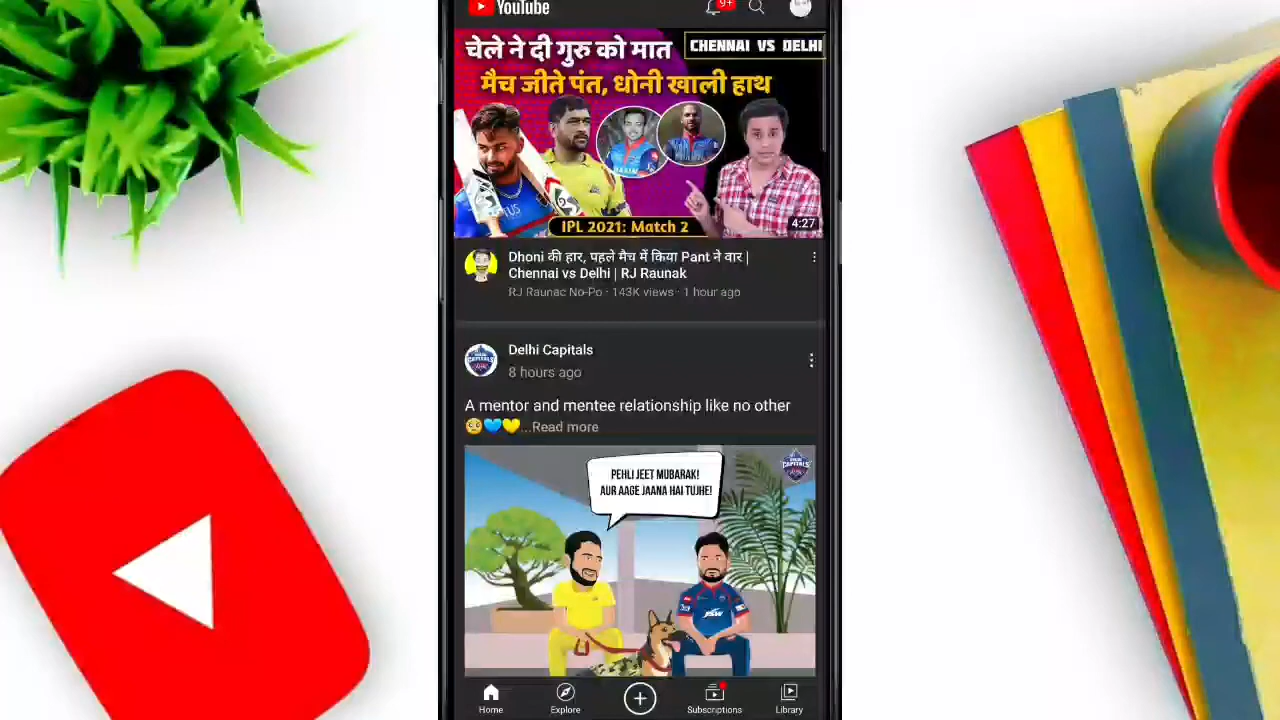 YouTube
9+
चेले ने दी गुरु को मात
CHENNAI VS DELHI
मैच जीते पंत, धोनी खाली हाथ
IPL 2021: Match 2
4:27
Dhoni की हार, पहले मैच में किया Pant ने वार |
Chennai vs Delhi | RJ Raunak
RJ Raunac No-Po · 143K views · 1 hour ago
Delhi Capitals
8 hours ago
A mentor and mentee relationship like no other
🥺💙💛...Read more
PEHLI JEET MUBARAK!
AUR AAGE JAANA HAI TUJHE!
CAPITALS
JSW
Home
Explore
Subscriptions
Library